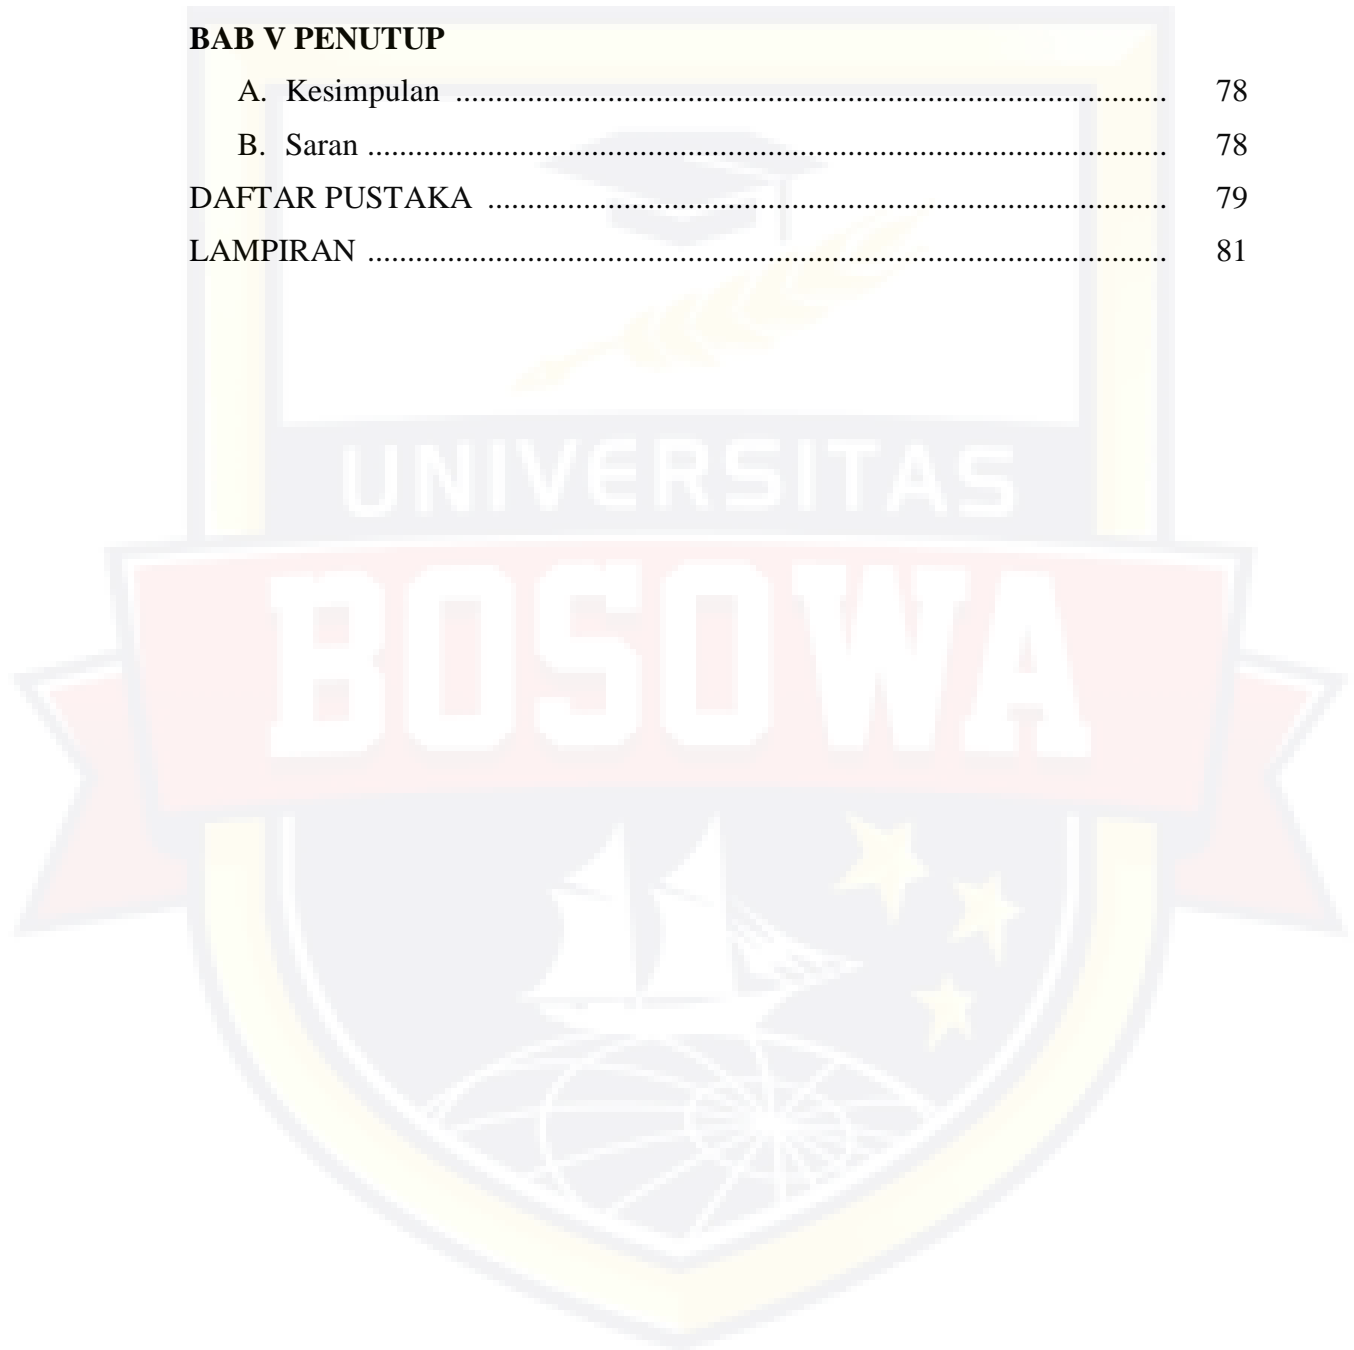 BAB V PENUTUP
A. Kesimpulan ........................................................................................ 78
B. Saran .................................................................................................. 78
DAFTAR PUSTAKA .................................................................................... 79
LAMPIRAN .................................................................................................. 81
UNIVERSITAS
BOSOWA